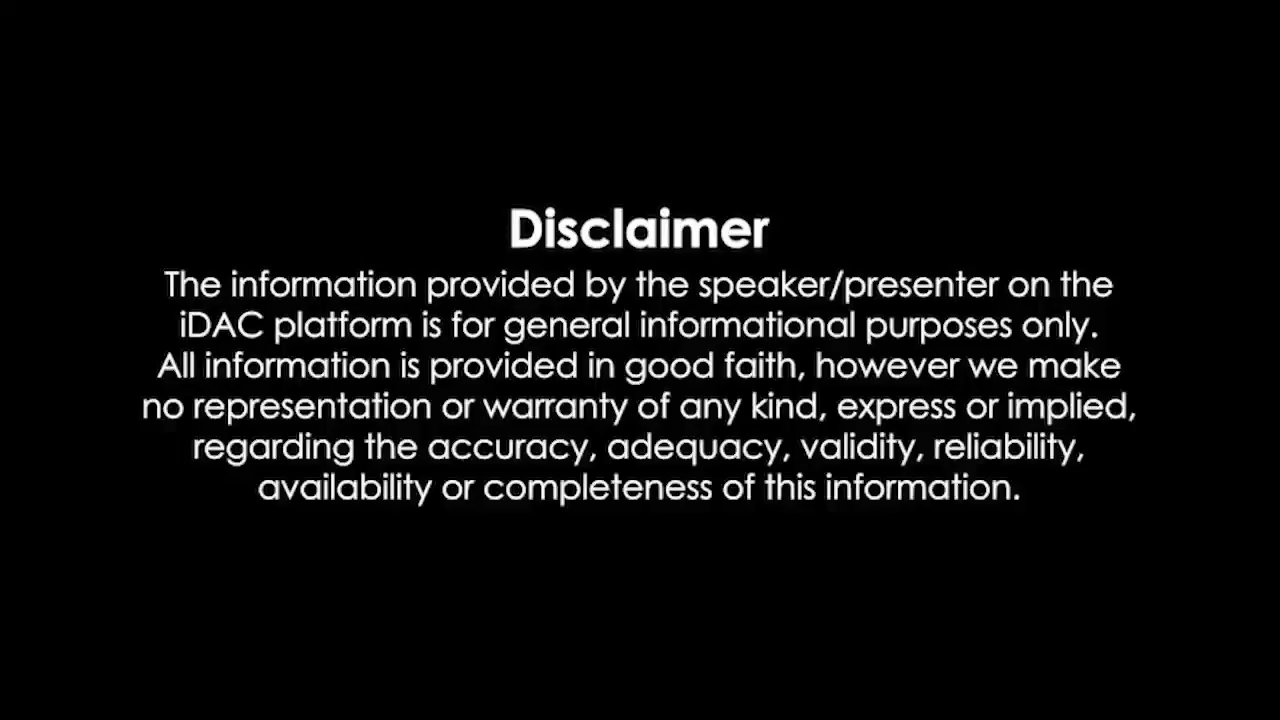 Disclaimer
The information provided by the speaker/presenter on the
iDAC platform is for general informational purposes only.
All information is provided in good faith, however we make
no representation or warranty of any kind, express or implied,
regarding the accuracy, adequacy, validity, reliability,
availability or completeness of this information.